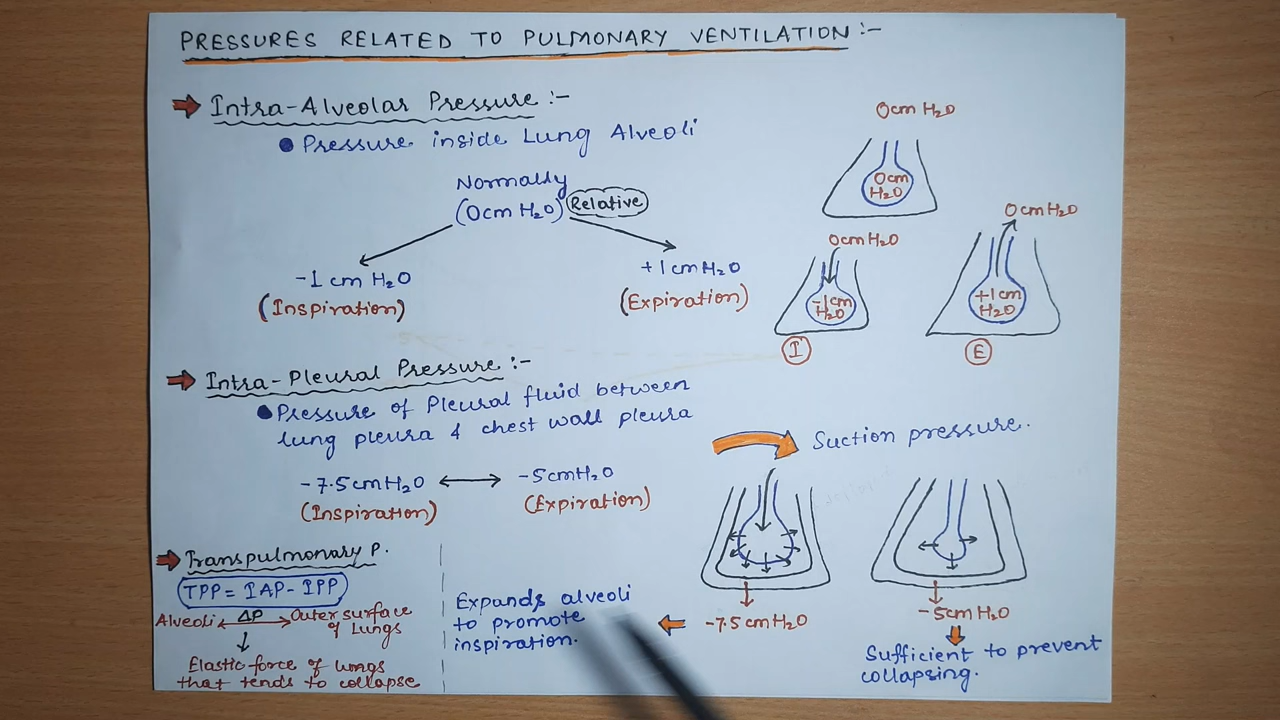 PRESSURES RELATED TO PULMONARY VENTILATION :-
Intra-Alveolar Pressure :-
Pressure inside Lung Alveoli
Normally
(0cm H₂O) Relative
-1 cm H₂O
(Inspiration)
+1 cm H₂O
(Expiration)
0cm H₂O
0cm
H₂O
0cm H₂O
-1cm
H₂O
I
0cm H₂O
+1cm
H₂O
E
Intra-Pleural Pressure :-
Pressure of Pleural fluid between
lung pleura & chest wall pleura
-7.5cmH₂O
(Inspiration)
-5cmH₂O
(Expiration)
Suction pressure.
-7.5 cmH₂O
Expands alveoli
to promote
inspiration.
-5cm H₂O
Sufficient to prevent
collapsing.
Transpulmonary P.
TPP = IAP - IPP
Alveoli ΔP Outer surface
of Lungs
Elastic force of lungs
that tends to collapse